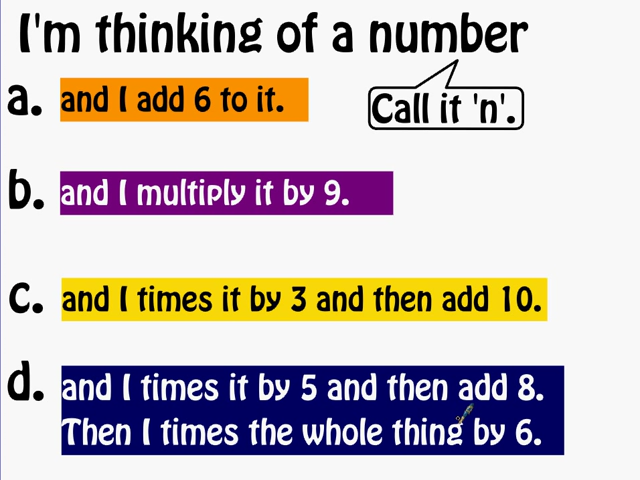 I'm thinking of a number
Call it 'n'.
a. and I add 6 to it.
b. and I multiply it by 9.
c. and I times it by 3 and then add 10.
d. and I times it by 5 and then add 8.
Then I times the whole thing by 6.